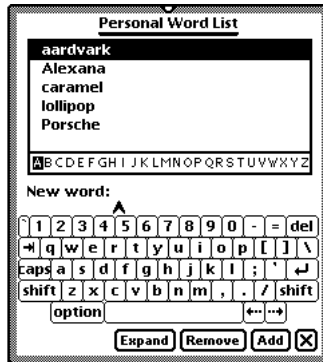 Personal Word List
aardvark
Alexana
caramel
lollipop
Porsche
ABCDEFGHIJKLMNOPQRSTUVWXYZ
New word:
` 1 2 3 4 5 6 7 8 9 0 - = del
q w e r t y u i o p [ ] \
caps a s d f g h j k l ; '
shift z x c v b n m , . / shift
option
Expand Remove Add X